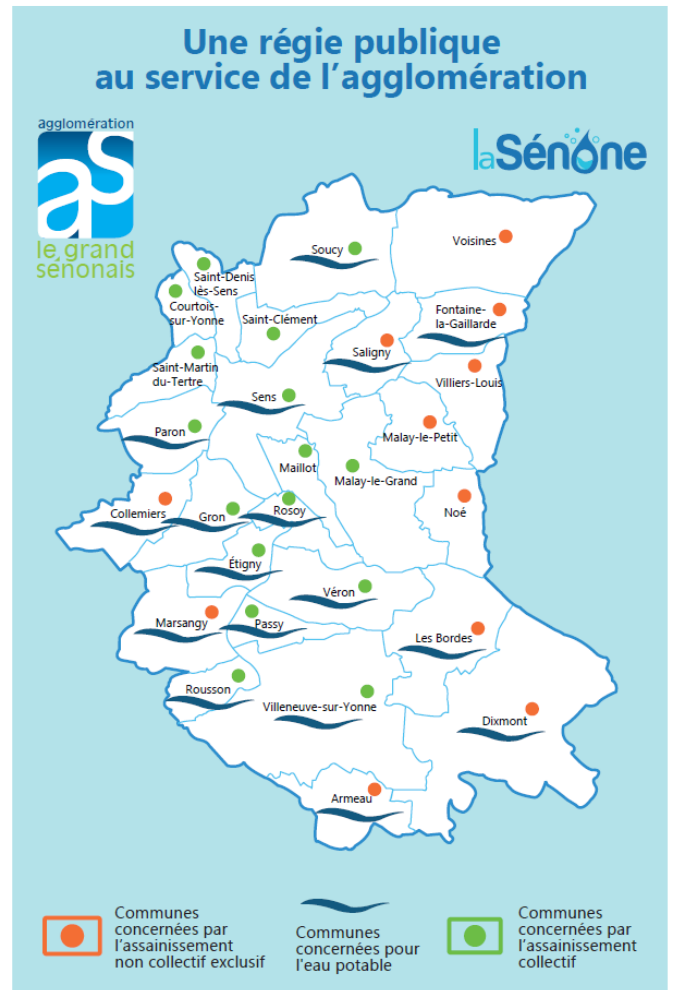 Une régie publique
au service de l'agglomération
agglomération
as
le grand
sénonais
laSénone
Soucy
Voisines
Saint-Denis
lès-Sens
Courtois-
sur-Yonne
Saint-Clément
Fontaine-
la-Gaillarde
Saligny
Saint-Martin
du-Tertre
Villiers-Louis
Sens
Paron
Malay-le-Petit
Maillot
Malay-le-Grand
Collemiers
Gron
Rosoy
Noé
Étigny
Véron
Marsangy
Passy
Les Bordes
Rousson
Villeneuve-sur-Yonne
Dixmont
Armeau
Communes
concernées par
l'assainissement
non collectif exclusif
Communes
concernées pour
l'eau potable
Communes
concernées par
l'assainissement
collectif